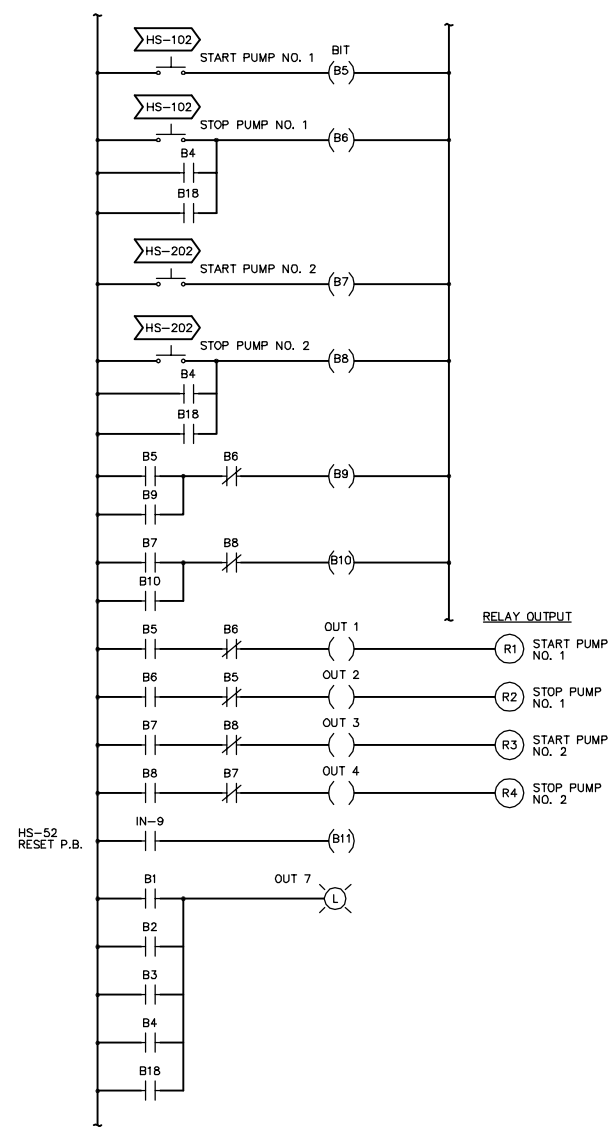 HS-102
START PUMP NO. 1
BIT
B5
HS-102
STOP PUMP NO. 1
B6
B4
B18
HS-202
START PUMP NO. 2
B7
HS-202
STOP PUMP NO. 2
B8
B4
B18
B5 B6 B9
B9
B7 B8 B10
B10
RELAY OUTPUT
B5 B6 OUT 1 R1 START PUMP
NO. 1
B6 B5 OUT 2 R2 STOP PUMP
NO. 1
B7 B8 OUT 3 R3 START PUMP
NO. 2
B8 B7 OUT 4 R4 STOP PUMP
NO. 2
HS-52
RESET P.B.
IN-9 B11
B1 OUT 7 L
B2
B3
B4
B18